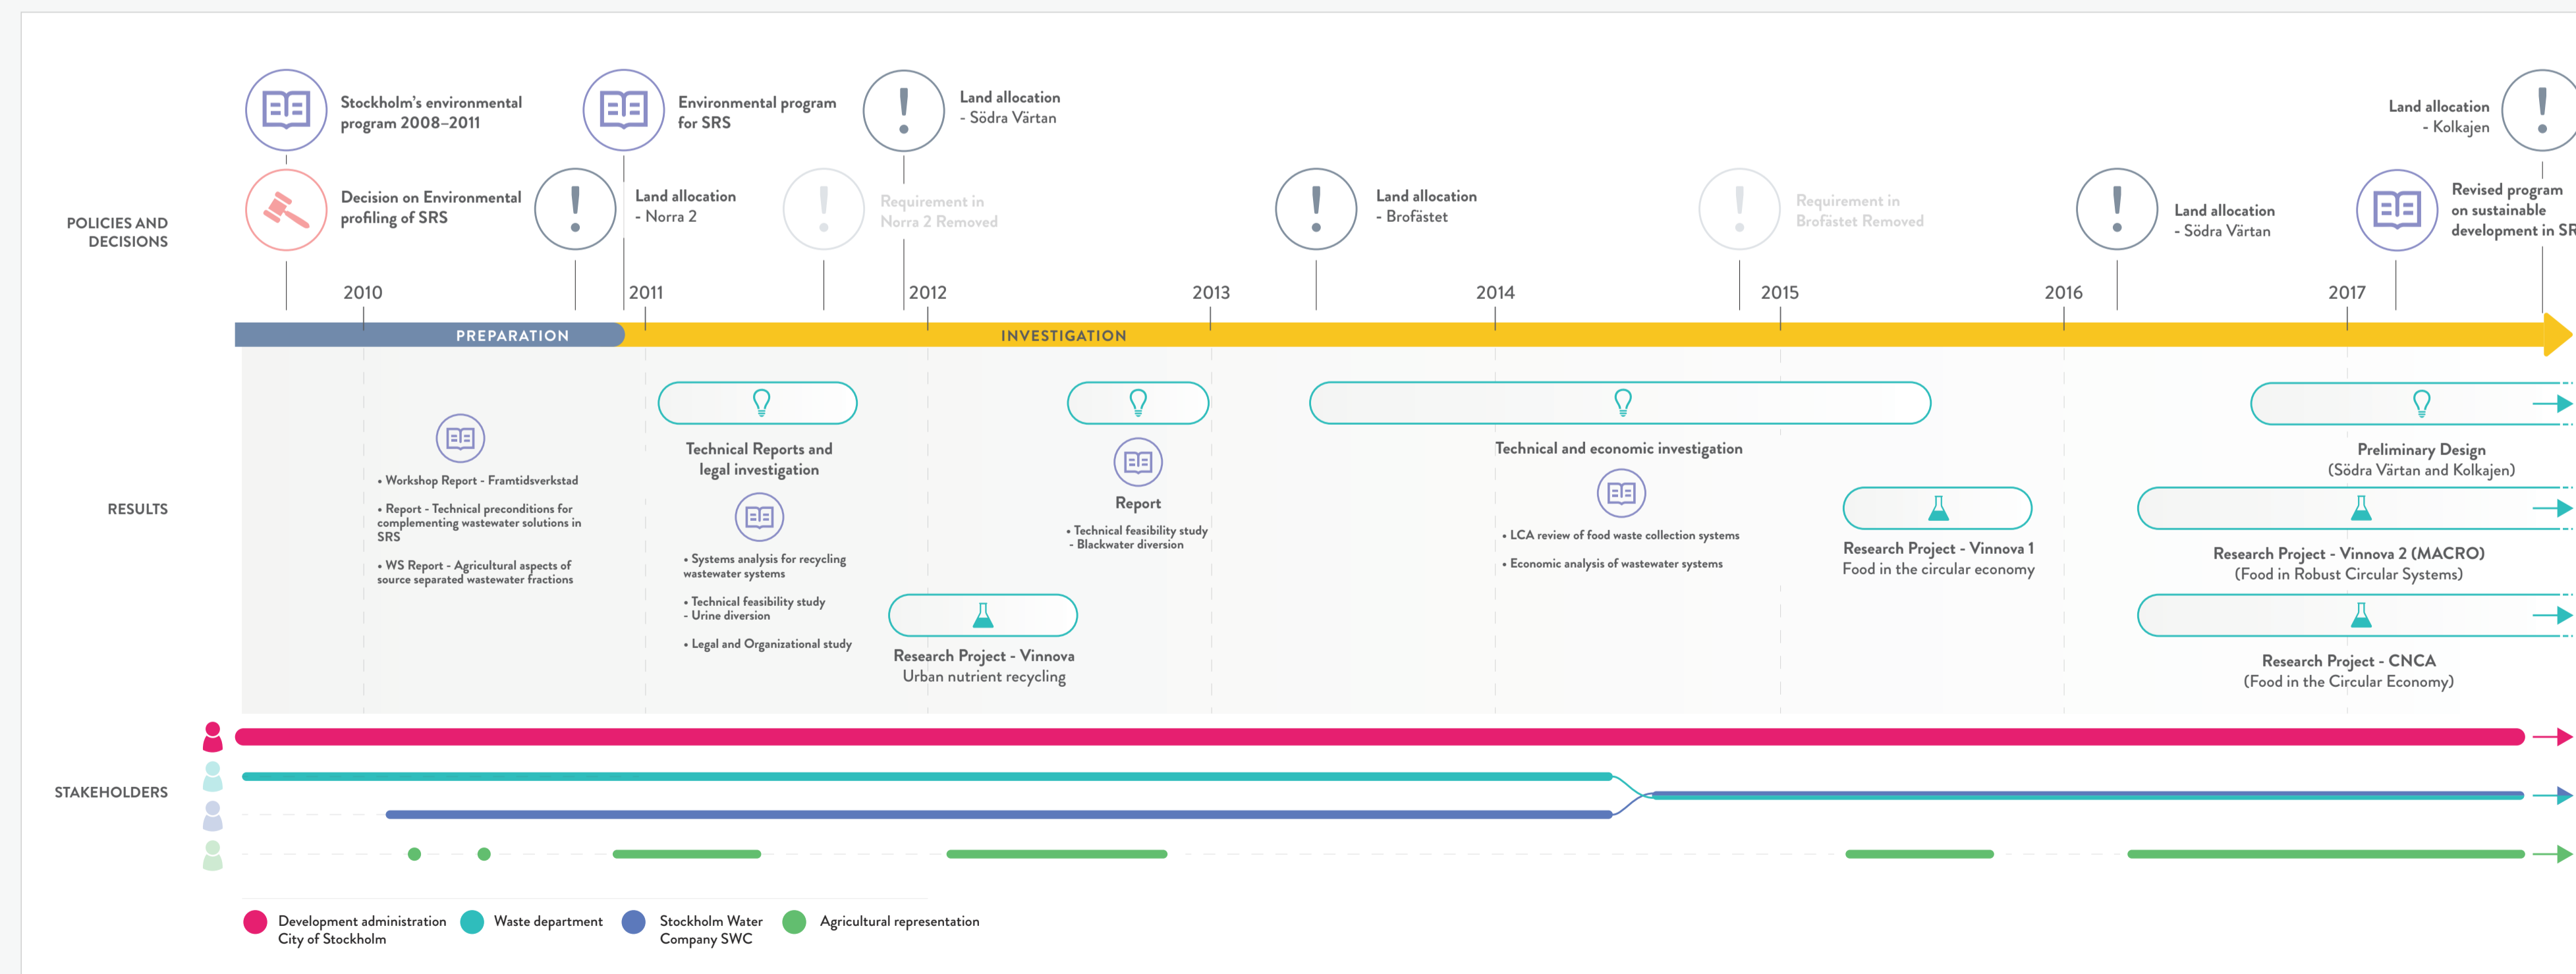 Stockholm's environmental
program 2008–2011
Environmental program
for SRS
Land allocation
- Södra Värtan
Land allocation
- Kolkajen
Decision on Environmental
profiling of SRS
Land allocation
- Norra 2
Requirement in
Norra 2 Removed
Land allocation
- Brofästet
Requirement in
Brofästet Removed
Land allocation
- Södra Värtan
Revised program
on sustainable
development in SR
POLICIES AND
DECISIONS
2010
2011
2012
2013
2014
2015
2016
2017
PREPARATION
INVESTIGATION
RESULTS
• Workshop Report - Framtidsverkstad
• Report - Technical preconditions for
complementing wastewater solutions in
SRS
• WS Report - Agricultural aspects of
source separated wastewater fractions
Technical Reports and
legal investigation
• Systems analysis for recycling
wastewater systems
• Technical feasibility study
- Urine diversion
• Legal and Organizational study
Research Project - Vinnova
Urban nutrient recycling
Report
• Technical feasibility study
- Blackwater diversion
Technical and economic investigation
• LCA review of food waste collection systems
• Economic analysis of wastewater systems
Research Project - Vinnova 1
Food in the circular economy
Preliminary Design
(Södra Värtan and Kolkajen)
Research Project - Vinnova 2 (MACRO)
(Food in Robust Circular Systems)
Research Project - CNCA
(Food in the Circular Economy)
STAKEHOLDERS
Development administration
City of Stockholm
Waste department
Stockholm Water
Company SWC
Agricultural representation